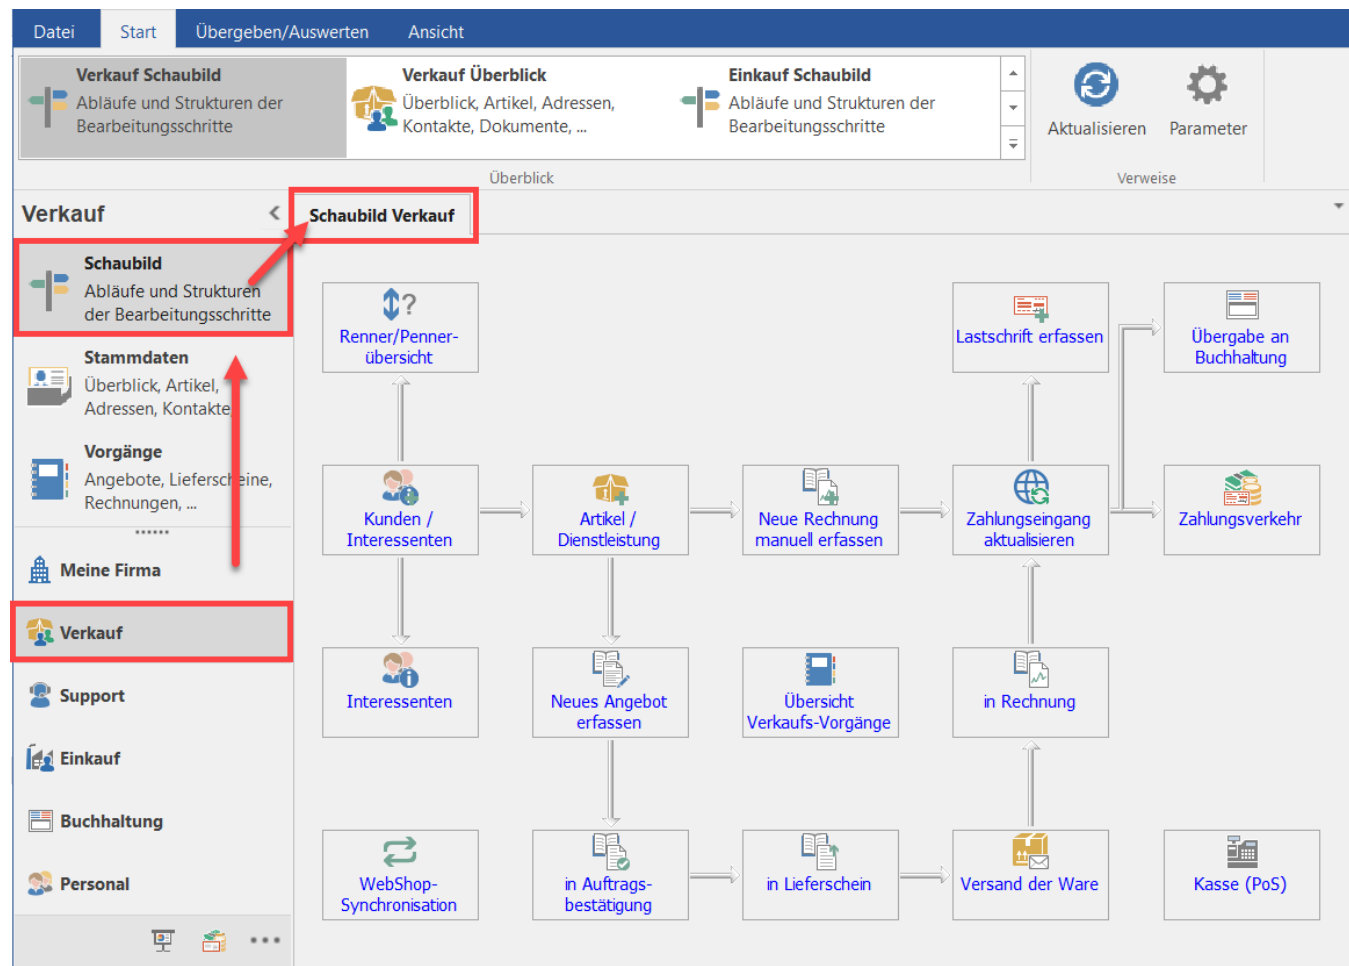 Datei Start Übergeben/Auswerten Ansicht
Verkauf Schaubild
Abläufe und Strukturen der
Bearbeitungsschritte
Verkauf Überblick
Überblick, Artikel, Adressen,
Kontakte, Dokumente, ...
Einkauf Schaubild
Abläufe und Strukturen der
Bearbeitungsschritte
Aktualisieren
Parameter
Überblick
Verweise
Verkauf
Schaubild
Abläufe und Strukturen
der Bearbeitungsschritte
Stammdaten
Überblick, Artikel,
Adressen, Kontakte,
Vorgänge
Angebote, Lieferscheine,
Rechnungen, ...
Meine Firma
Verkauf
Support
Einkauf
Buchhaltung
Personal
Schaubild Verkauf
?
Renner/Penner-
übersicht
Lastschrift erfassen
Übergabe an
Buchhaltung
Kunden /
Interessenten
Artikel /
Dienstleistung
Neue Rechnung
manuell erfassen
Zahlungseingang
aktualisieren
Zahlungsverkehr
Interessenten
Neues Angebot
erfassen
Übersicht
Verkaufs-Vorgänge
in Rechnung
WebShop-
Synchronisation
in Auftrags-
bestätigung
in Lieferschein
Versand der Ware
Kasse (PoS)